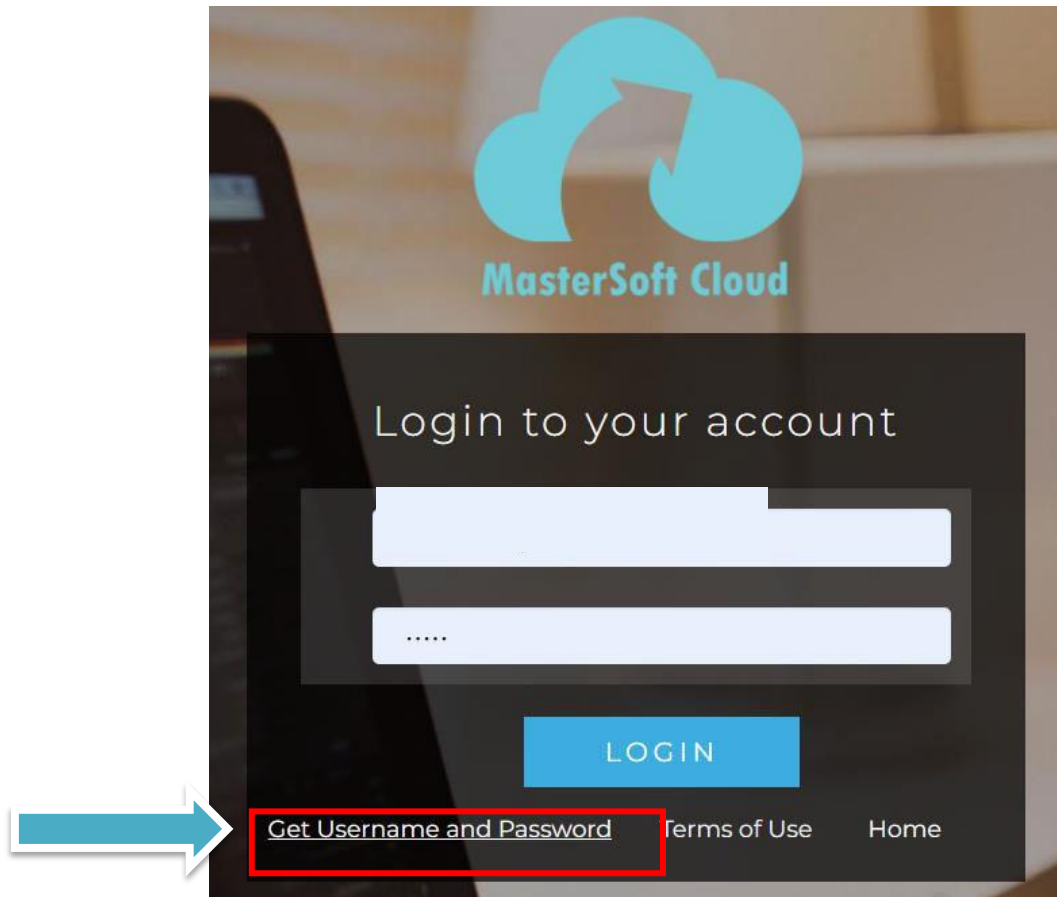 MasterSoft Cloud
Login to your account
.....
LOGIN
Get Username and Password Terms of Use Home